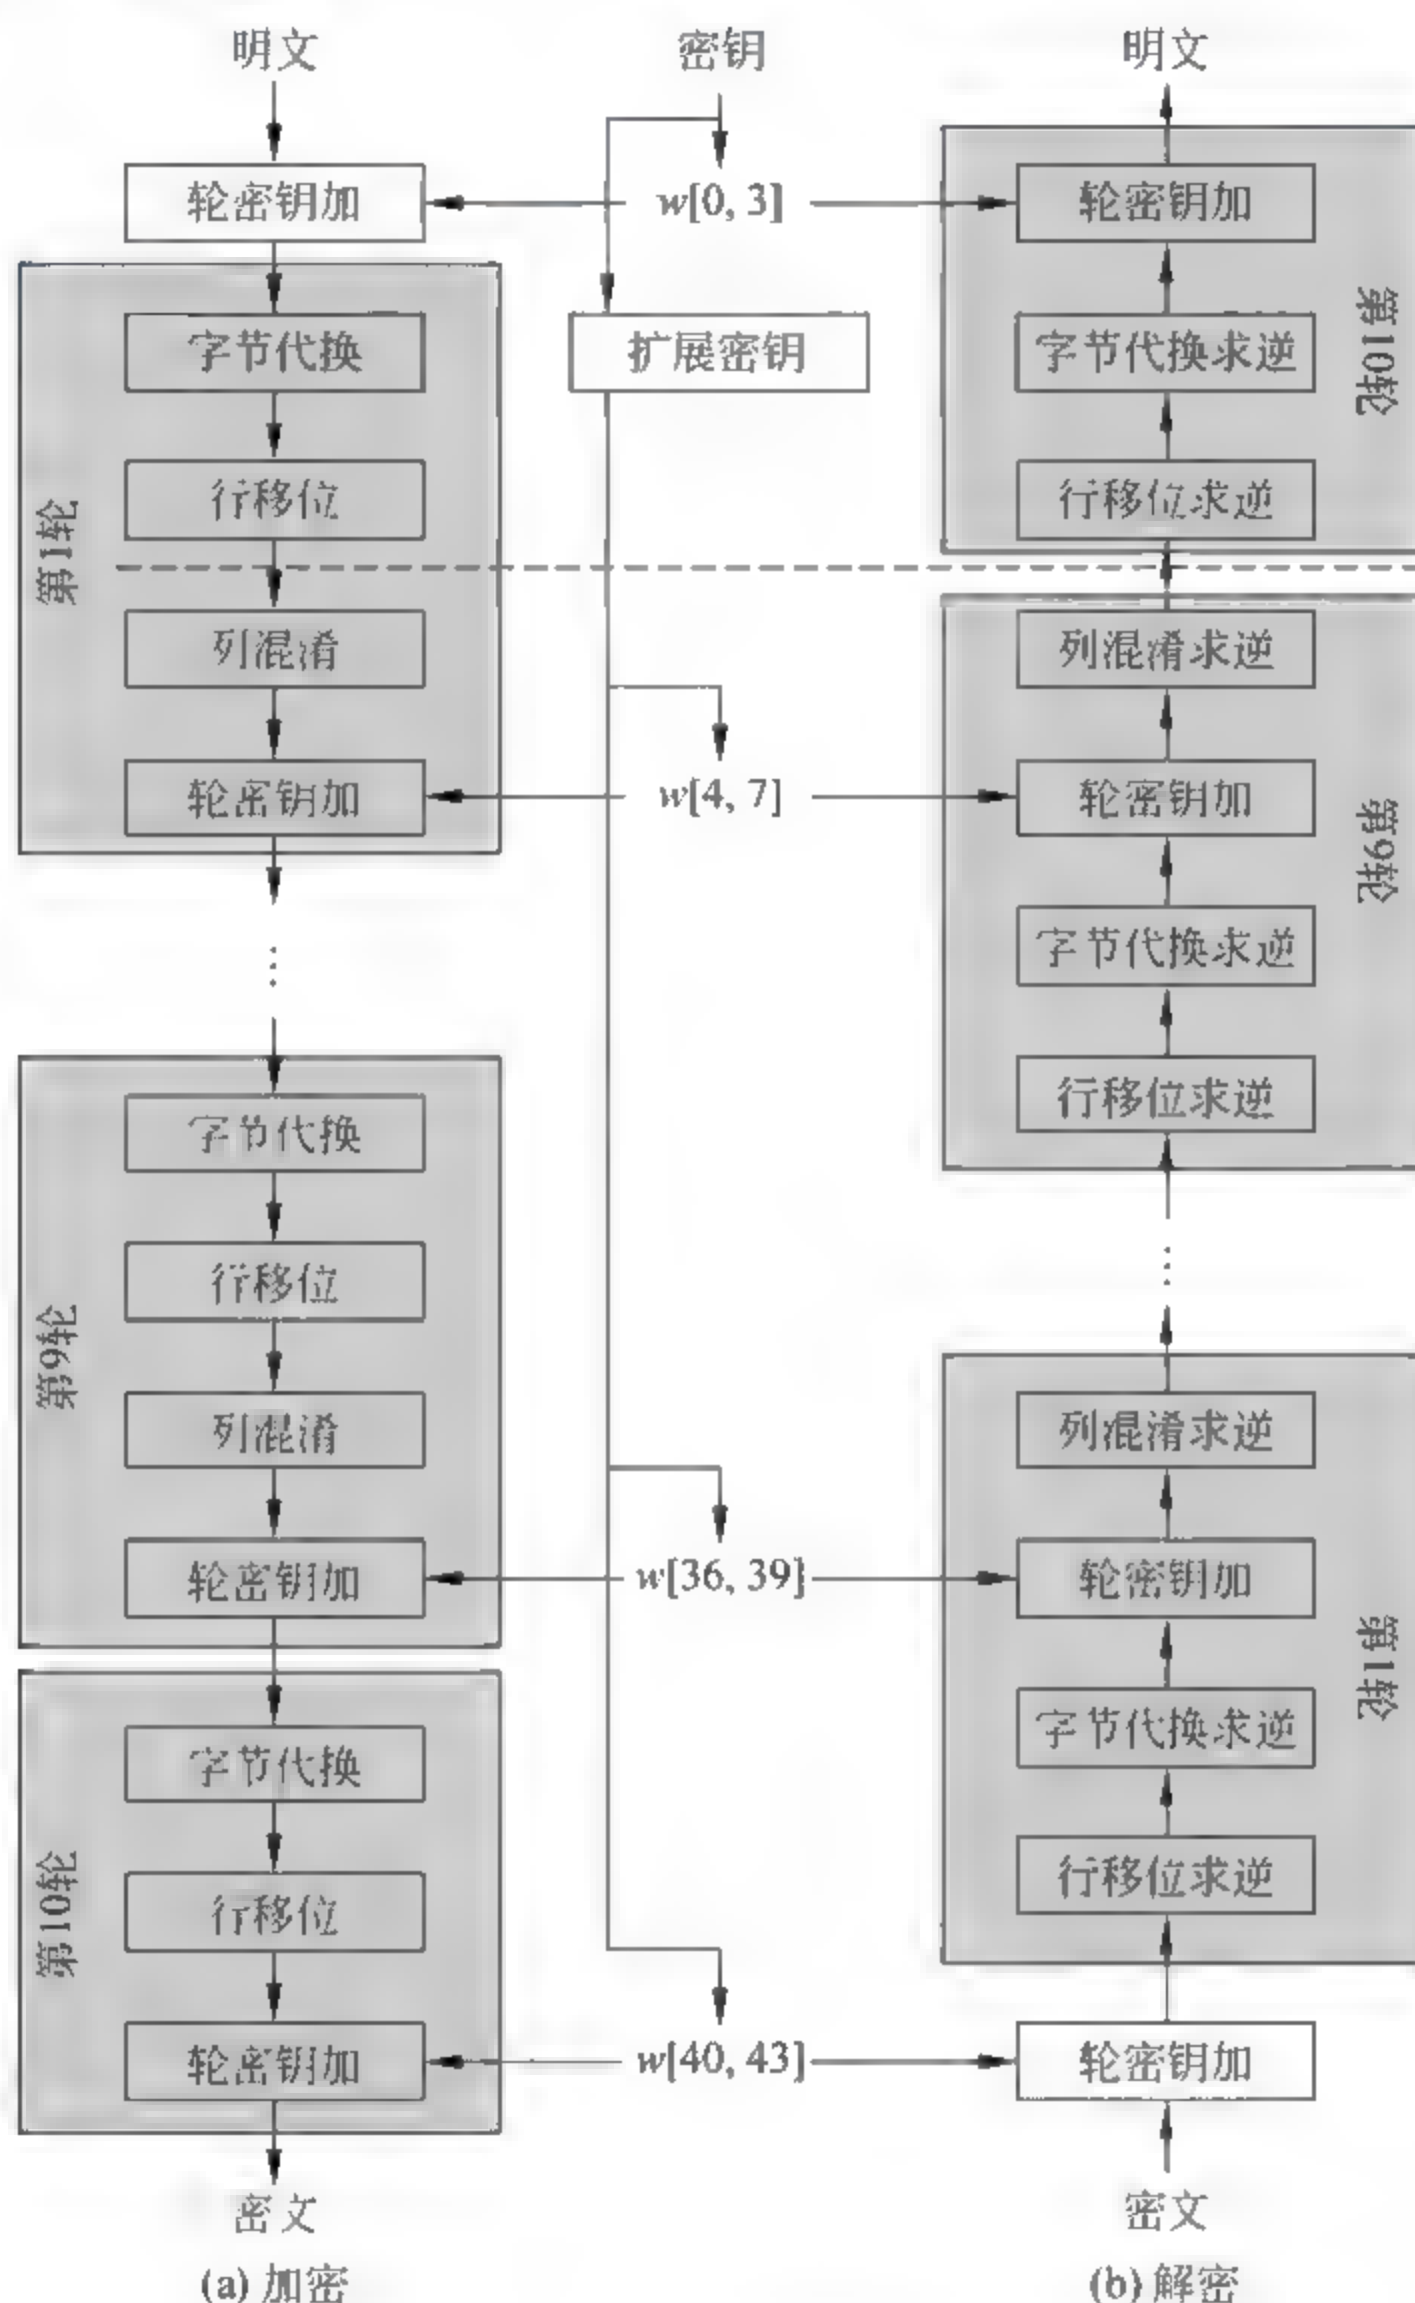 明文
轮密钥加
第1轮
字节代换
行移位
列混淆
轮密钥加
⋮
第9轮
字节代换
行移位
列混淆
轮密钥加
第10轮
字节代换
行移位
轮密钥加
密文
(a) 加密
密钥
w[0, 3]
扩展密钥
w[4, 7]
w[36, 39]
w[40, 43]
明文
轮密钥加
字节代换求逆
行移位求逆
第10轮
列混淆求逆
轮密钥加
字节代换求逆
行移位求逆
第9轮
⋮
列混淆求逆
轮密钥加
字节代换求逆
行移位求逆
第1轮
轮密钥加
密文
(b) 解密